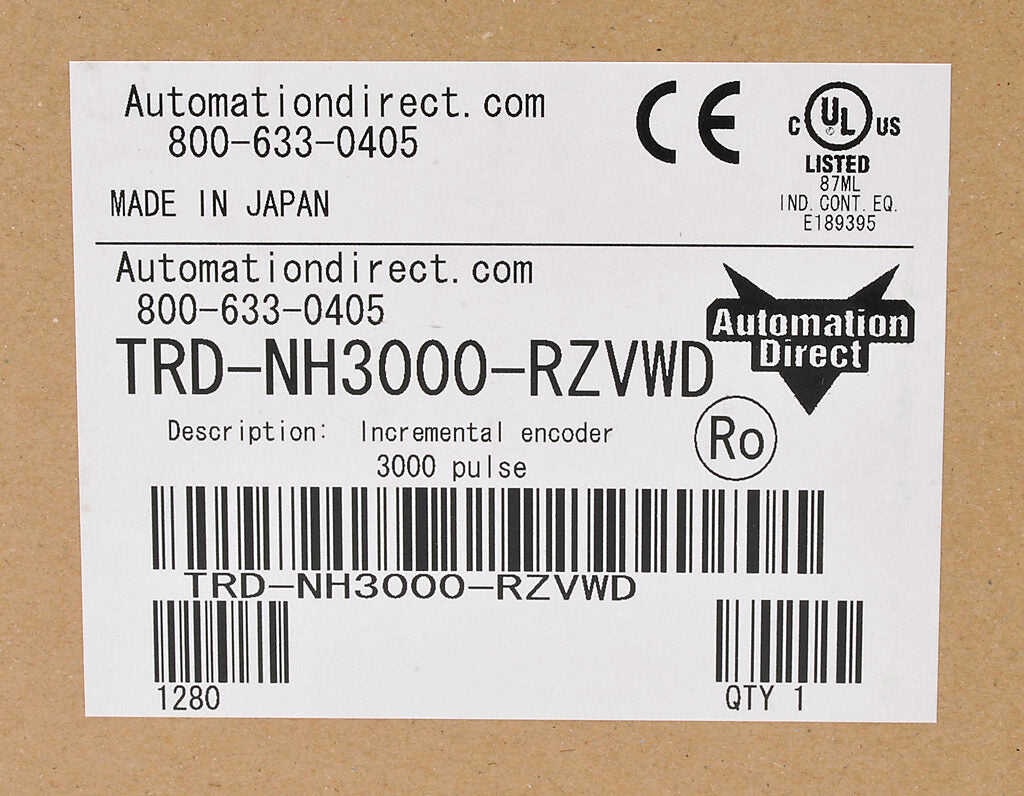 Automationdirect.com
800-633-0405
MADE IN JAPAN
CE
C UL US
LISTED
87ML
IND. CONT. EQ.
E189395
Automationdirect.com
800-633-0405
TRD-NH3000-RZVWD
Automation
Direct
Description: Incremental encoder
3000 pulse
Ro
TRD-NH3000-RZVWD
1280
QTY 1